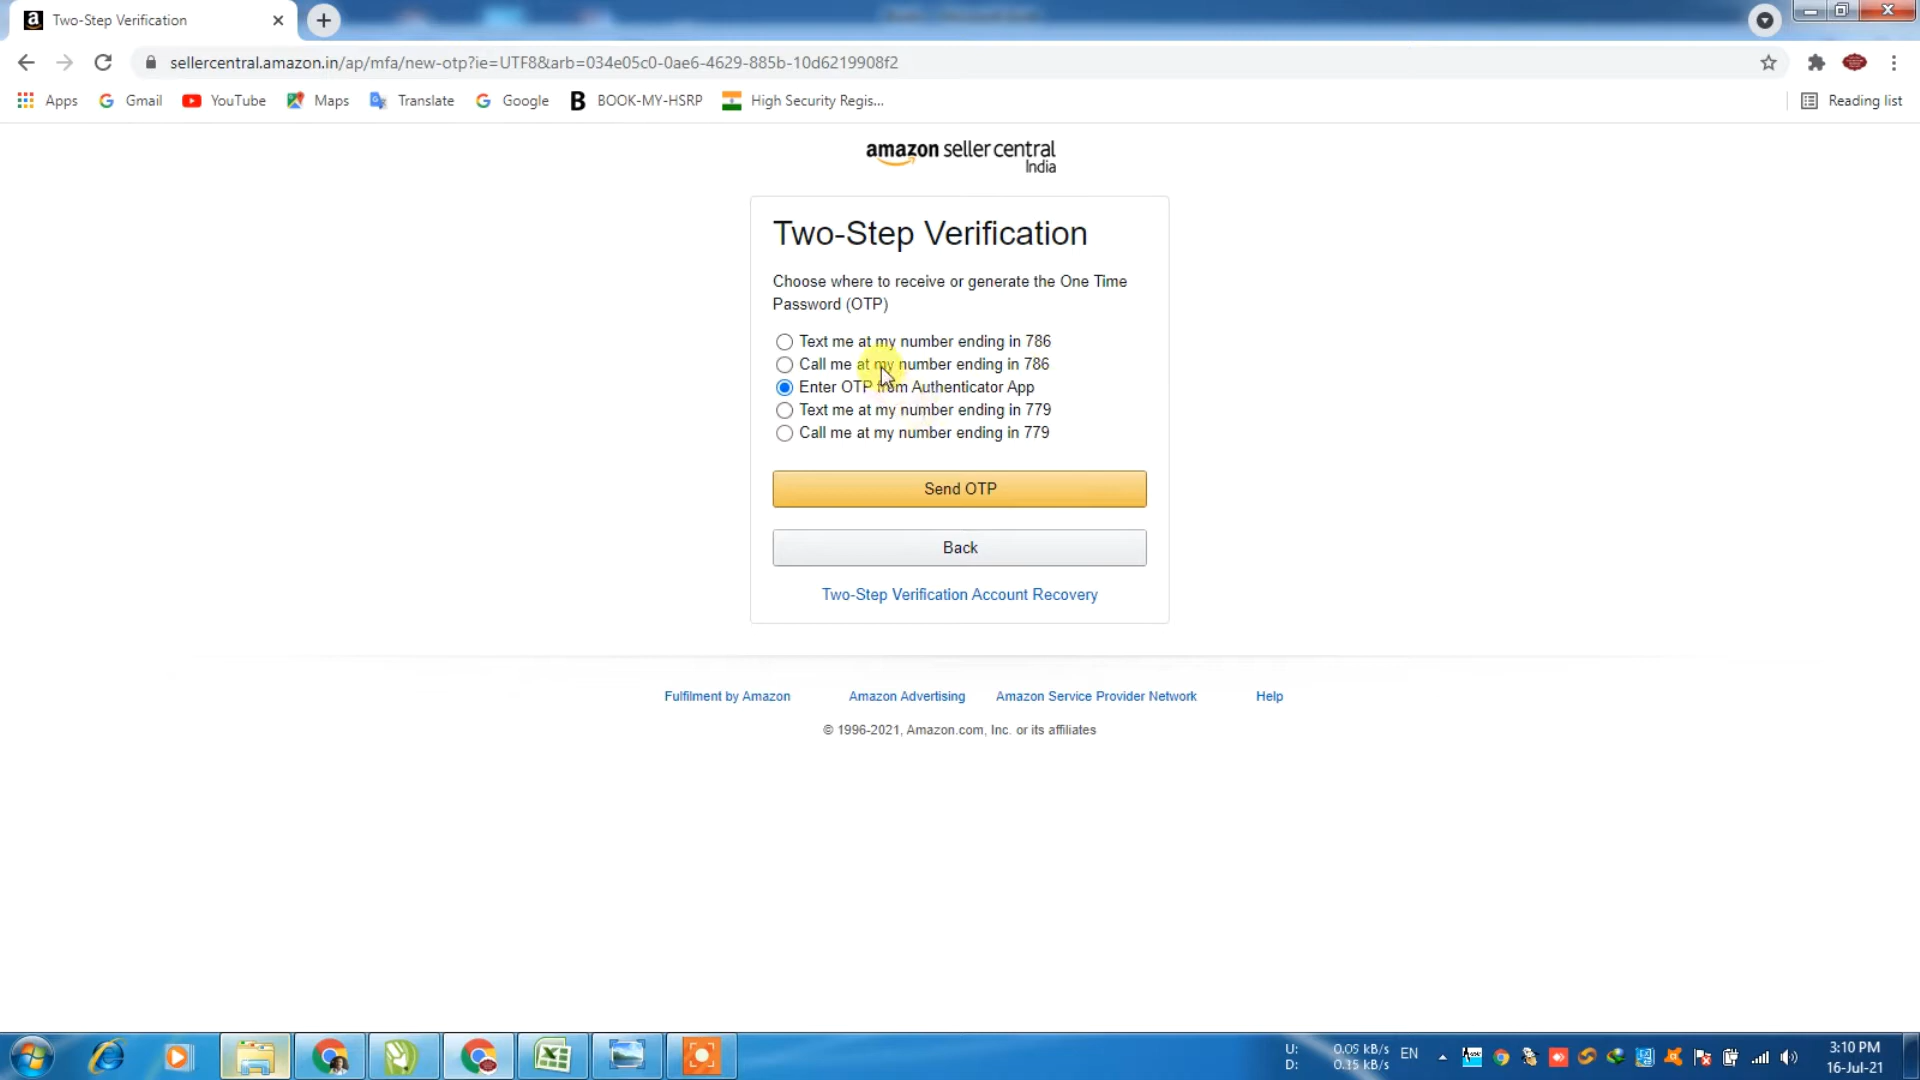 Two-Step Verification
sellercentral.amazon.in/ap/mfa/new-otp?ie=UTF8&arb=034e05c0-0ae6-4629-885b-10d6219908f2
Apps Gmail YouTube Maps Translate Google BOOK-MY-HSRP High Security Regis... Reading list
amazon seller central
India
Two-Step Verification
Choose where to receive or generate the One Time
Password (OTP)
Text me at my number ending in 786
Call me at my number ending in 786
Enter OTP from Authenticator App
Text me at my number ending in 779
Call me at my number ending in 779
Send OTP
Back
Two-Step Verification Account Recovery
Fulfilment by Amazon Amazon Advertising Amazon Service Provider Network Help
© 1996-2021, Amazon.com, Inc. or its affiliates
U: 0.05 kB/s EN 3:10 PM
D: 0.35 kB/s 16-Jul-21